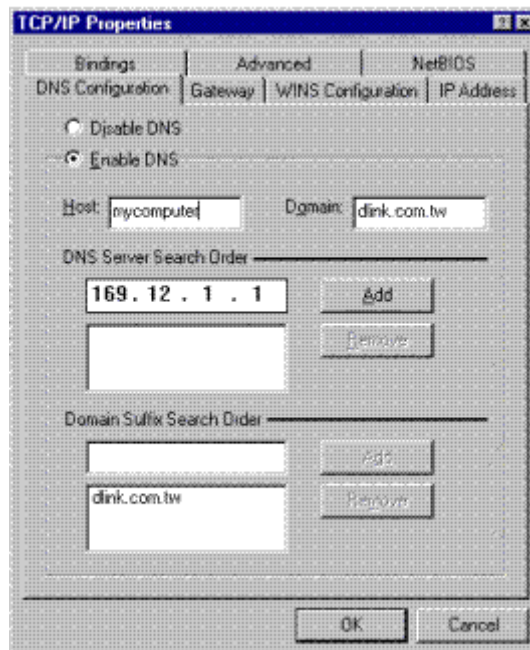 TCP/IP Properties
Bindings Advanced NetBIOS
DNS Configuration Gateway WINS Configuration IP Address
Disable DNS
Enable DNS
Host: mycomputer Domain: dlink.com.tw
DNS Server Search Order
169.12 . 1 . 1 Add
Remove
Domain Suffix Search Order
Add
dlink.com.tw Remove
OK Cancel